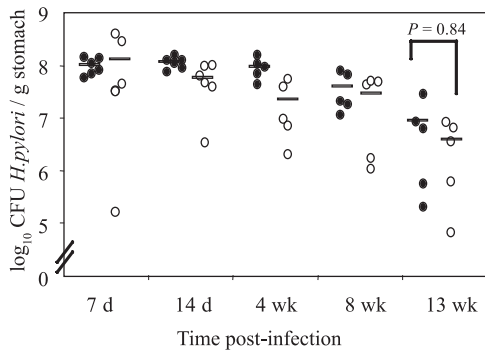 log10 CFU H.pylori / g stomach
9
8
7
6
5
0
P = 0.84
7 d
14 d
4 wk
8 wk
13 wk
Time post-infection